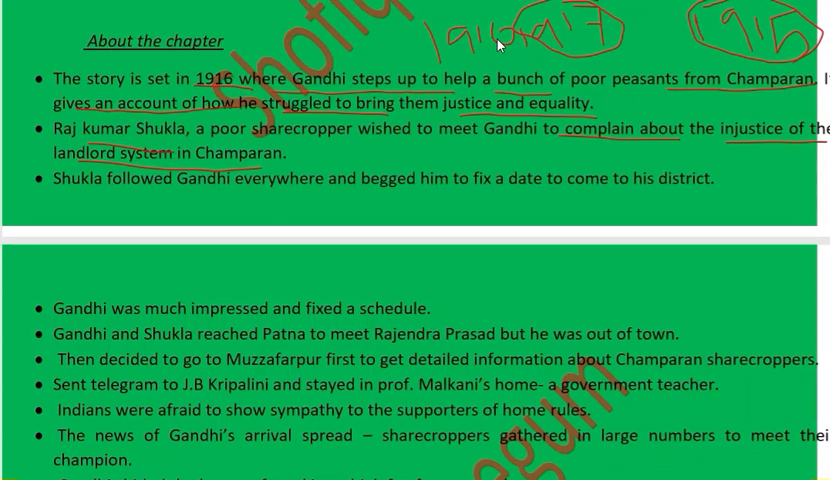 1916 1917 1915
About the chapter
• The story is set in 1916 where Gandhi steps up to help a bunch of poor peasants from Champaran. It
gives an account of how he struggled to bring them justice and equality.
• Raj kumar Shukla, a poor sharecropper wished to meet Gandhi to complain about the injustice of the
landlord system in Champaran.
• Shukla followed Gandhi everywhere and begged him to fix a date to come to his district.
• Gandhi was much impressed and fixed a schedule.
• Gandhi and Shukla reached Patna to meet Rajendra Prasad but he was out of town.
• Then decided to go to Muzzafarpur first to get detailed information about Champaran sharecroppers.
• Sent telegram to J.B Kripalini and stayed in prof. Malkani's home- a government teacher.
• Indians were afraid to show sympathy to the supporters of home rules.
• The news of Gandhi's arrival spread – sharecroppers gathered in large numbers to meet thei
champion.